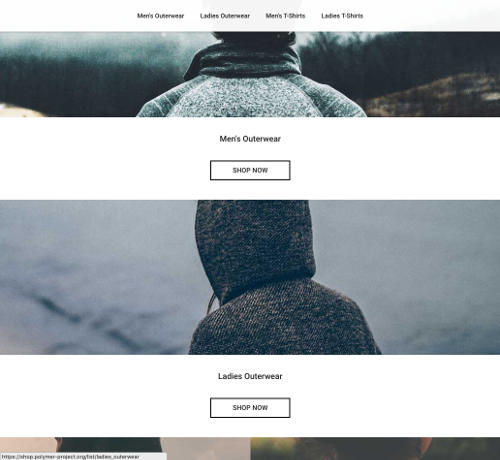 Men's Outerwear Ladies Outerwear Men's T-Shirts Ladies T-Shirts
Men's Outerwear
SHOP NOW
Ladies Outerwear
SHOP NOW
https://shop.polymer-project.org/list/ladies_outerwear